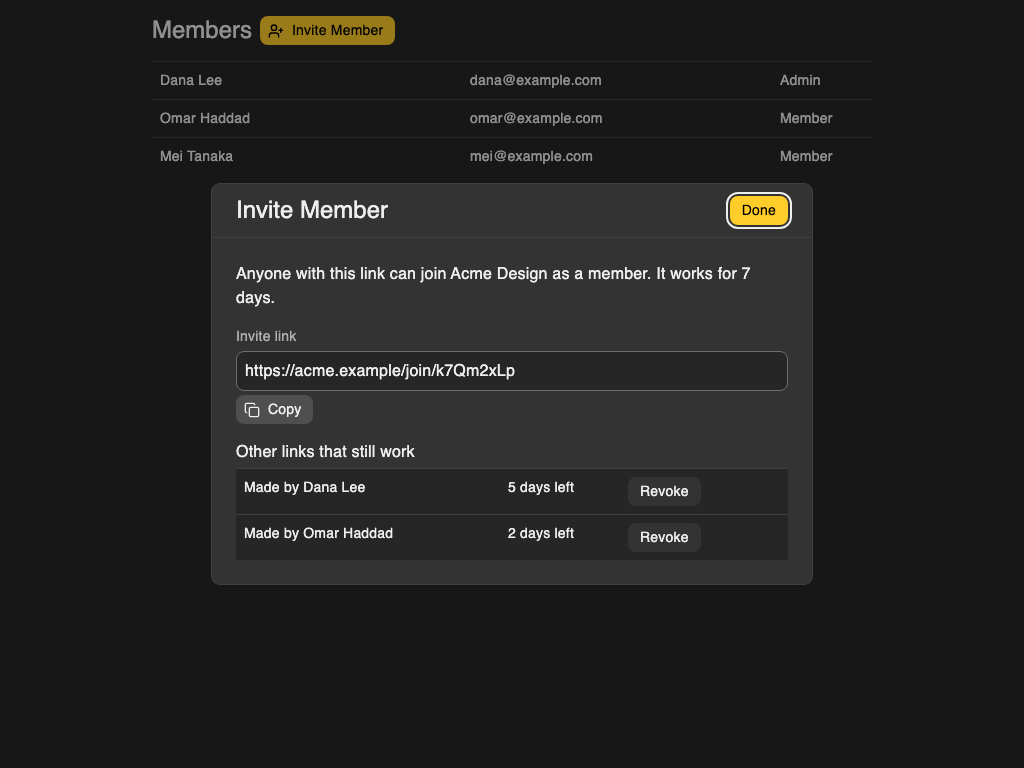 Members
Invite Member
Dana Lee dana@example.com Admin
Omar Haddad omar@example.com Member
Mei Tanaka mei@example.com Member
Invite Member
Done
Anyone with this link can join Acme Design as a member. It works for 7
days.
Invite link
https://acme.example/join/k7Qm2xLp
Copy
Other links that still work
Made by Dana Lee 5 days left Revoke
Made by Omar Haddad 2 days left Revoke